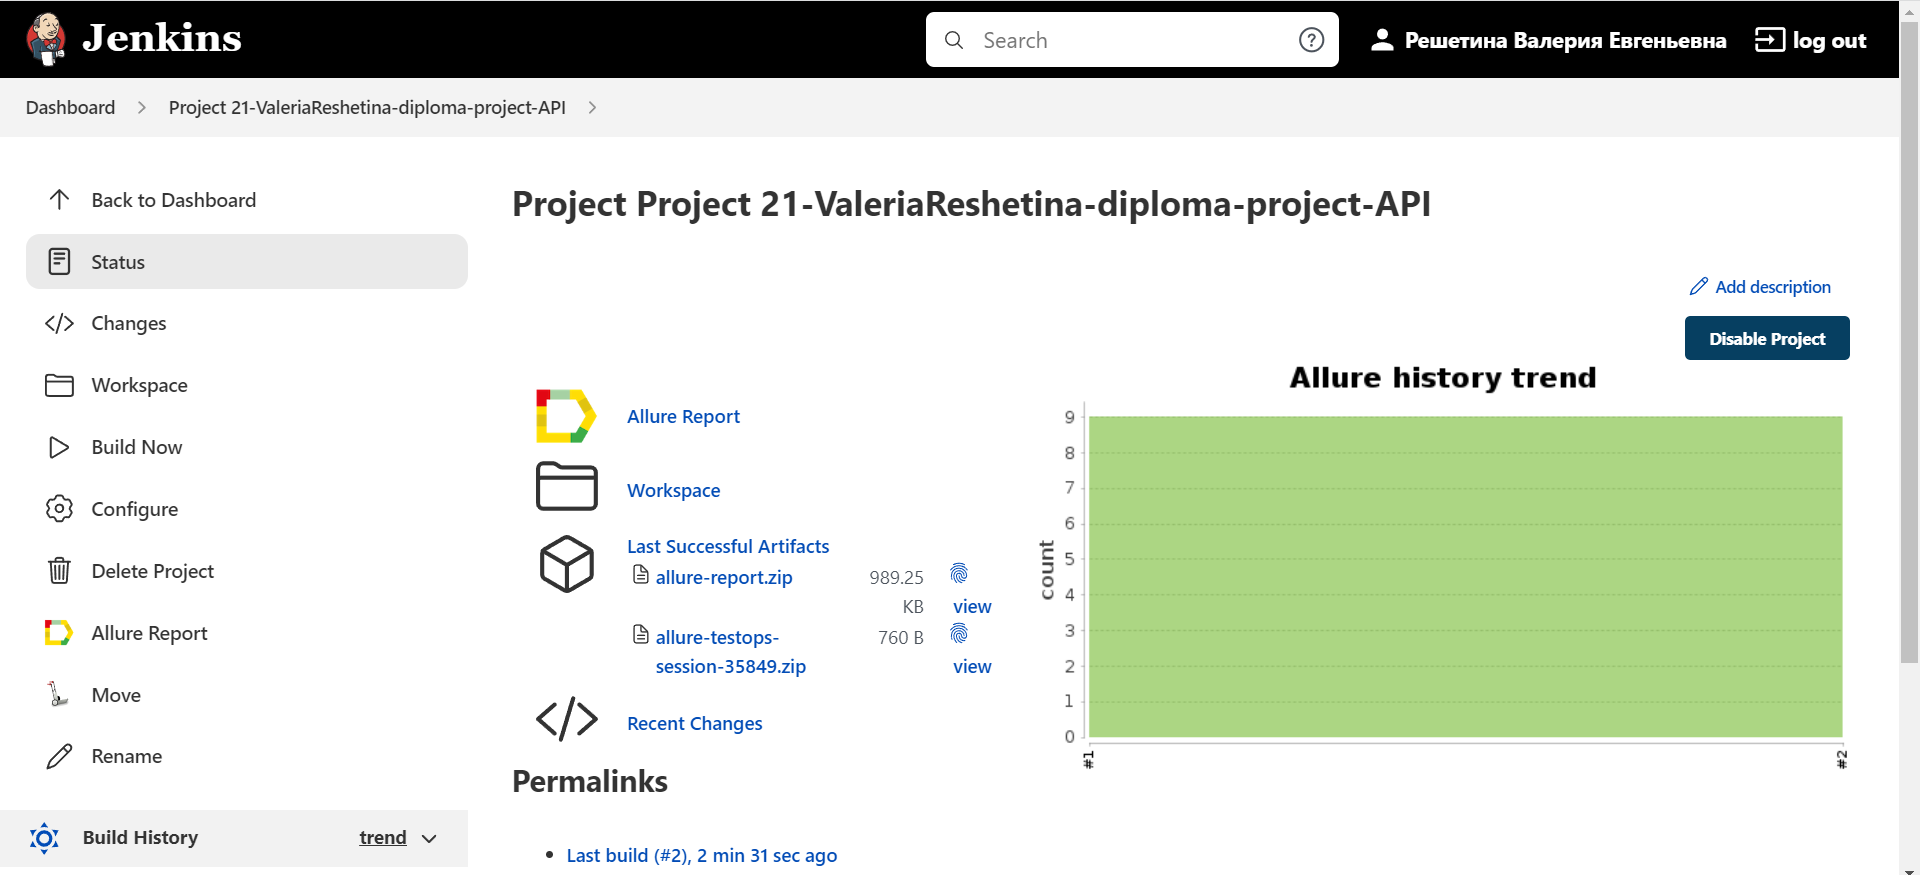 Jenkins
Search
Решетина Валерия Евгеньевна
log out
Dashboard
Project 21-ValeriaReshetina-diploma-project-API
Back to Dashboard
Status
Changes
Workspace
Build Now
Configure
Delete Project
Allure Report
Move
Rename
Build History
trend
Project Project 21-ValeriaReshetina-diploma-project-API
Add description
Disable Project
Allure Report
Workspace
Last Successful Artifacts
allure-report.zip
989.25
KB
view
allure-testops-
session-35849.zip
760 B
view
Recent Changes
Allure history trend
count
9
8
7
6
5
4
3
2
1
0
#1
#2
Permalinks
Last build (#2), 2 min 31 sec ago